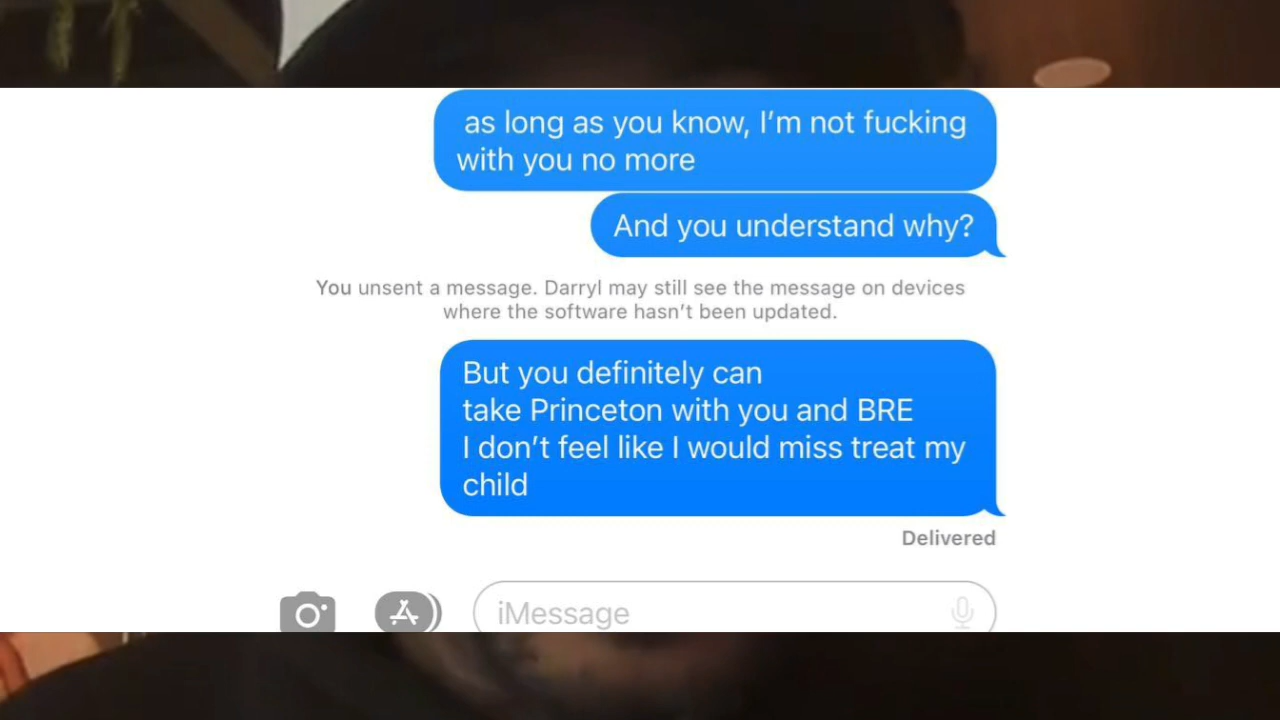 as long as you know, I'm not fucking
with you no more
And you understand why?
You unsent a message. Darryl may still see the message on devices
where the software hasn't been updated.
But you definitely can
take Princeton with you and BRE
I don't feel like I would miss treat my
child
Delivered
iMessage